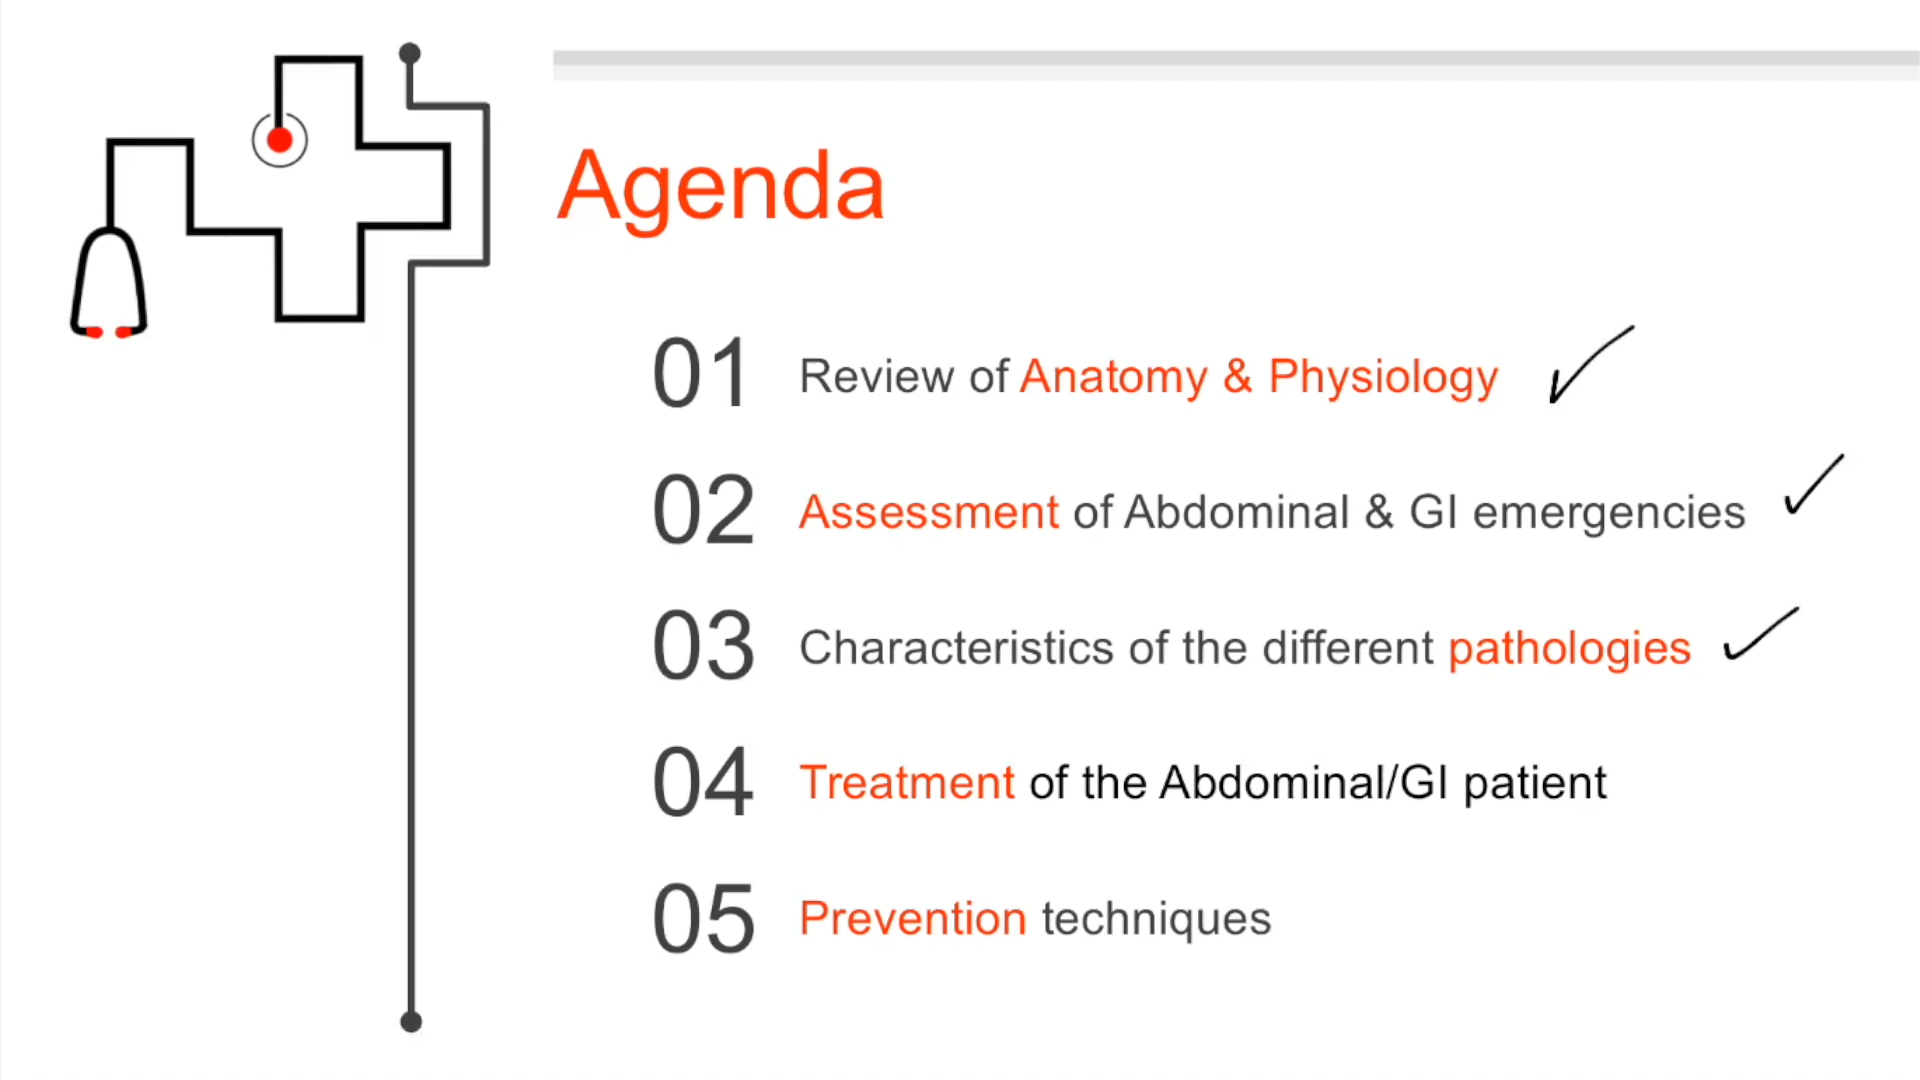 Agenda
01 Review of Anatomy & Physiology
02 Assessment of Abdominal & GI emergencies
03 Characteristics of the different pathologies
04 Treatment of the Abdominal/GI patient
05 Prevention techniques